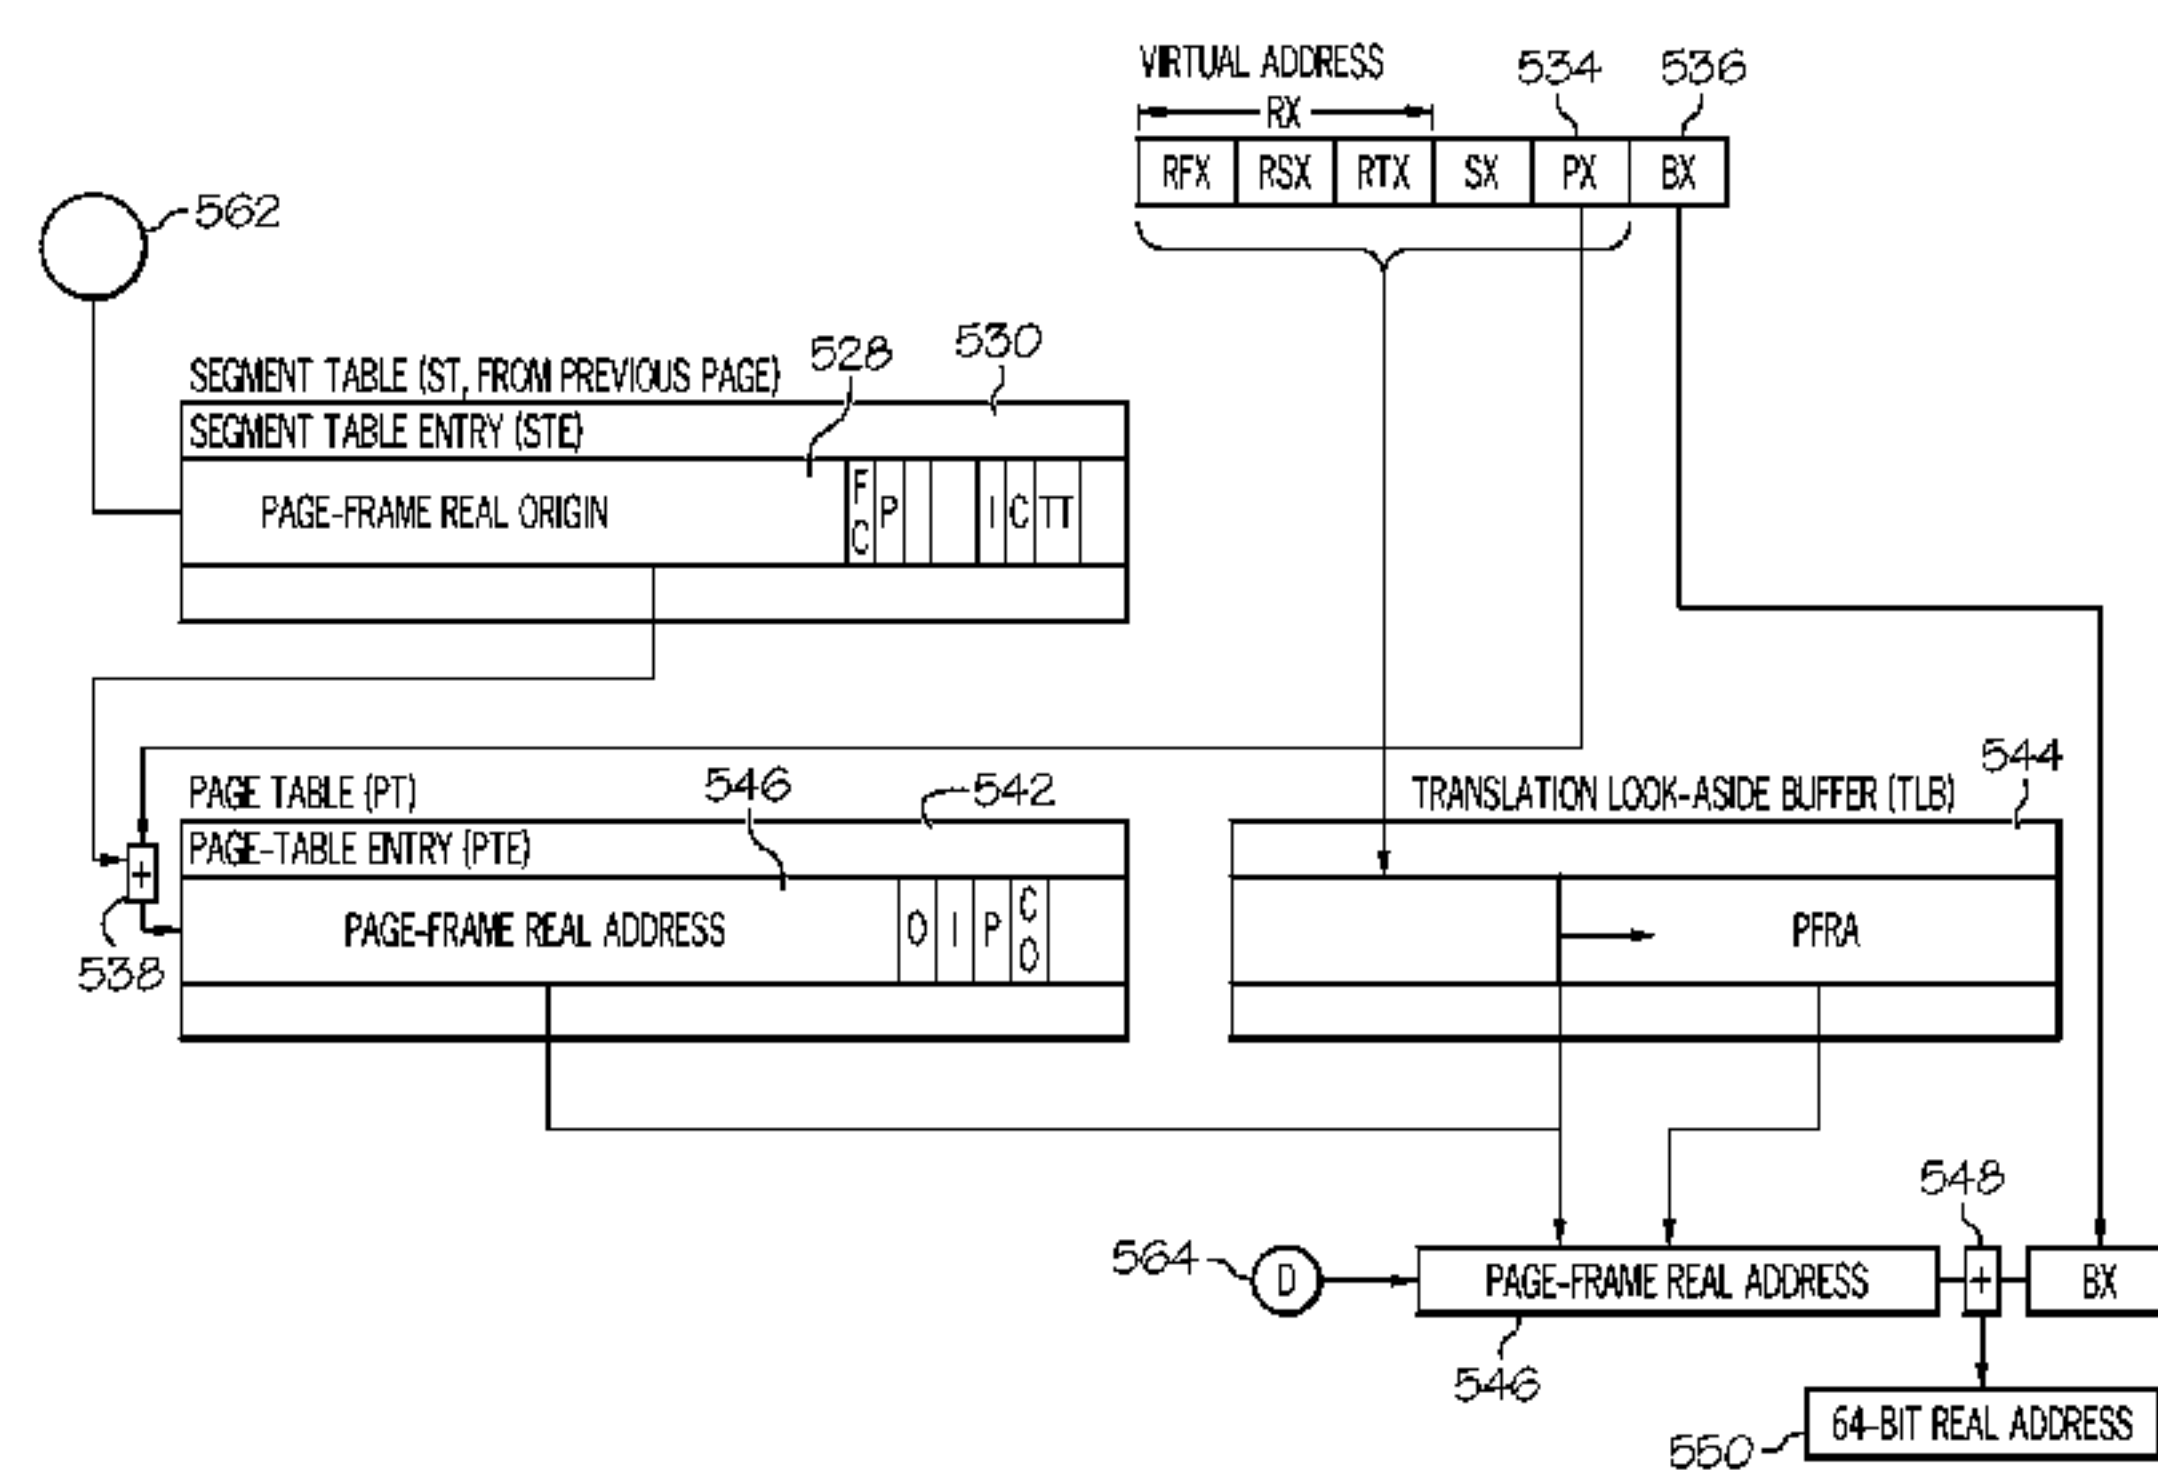 VIRTUAL ADDRESS
534
536
RX
RFX RSX RTX SX PX BX
562
528
530
SEGMENT TABLE (ST, FROM PREVIOUS PAGE)
SEGMENT TABLE ENTRY (STE)
PAGE-FRAME REAL ORIGIN
FC P I C TT
546
542
544
PAGE TABLE (PT)
TRANSLATION LOOK-ASIDE BUFFER (TLB)
PAGE-TABLE ENTRY (PTE)
+
PAGE-FRAME REAL ADDRESS
O I P CO
PFRA
538
548
564
D
PAGE-FRAME REAL ADDRESS
+
BX
546
64-BIT REAL ADDRESS
550